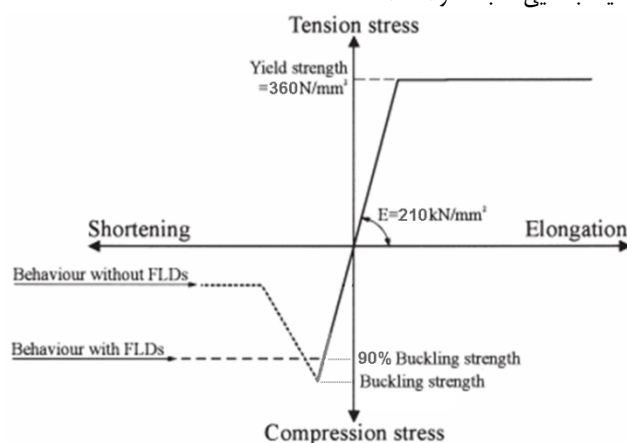 Tension stress
Yield strength
=360N/mm²
E=210kN/mm²
Shortening
Elongation
Behaviour without FLDs
Behaviour with FLDs
90% Buckling strength
Buckling strength
Compression stress